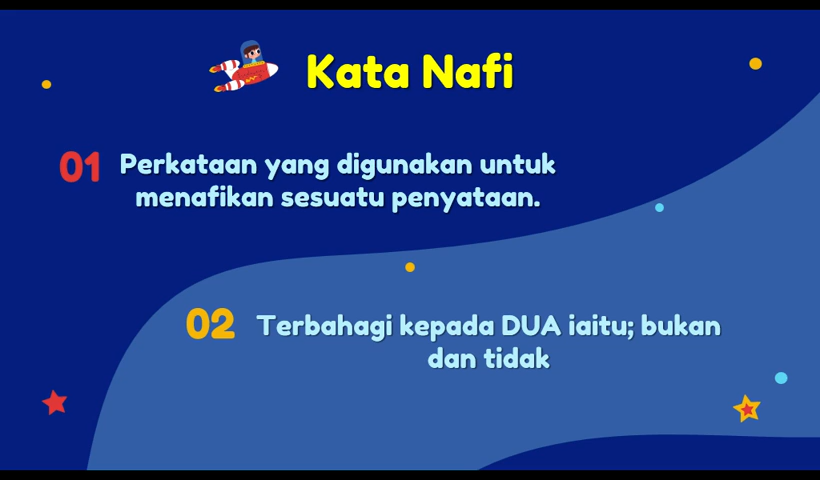 Kata Nafi
01 Perkataan yang digunakan untuk
menafikan sesuatu penyataan.
02 Terbahagi kepada DUA iaitu; bukan
dan tidak